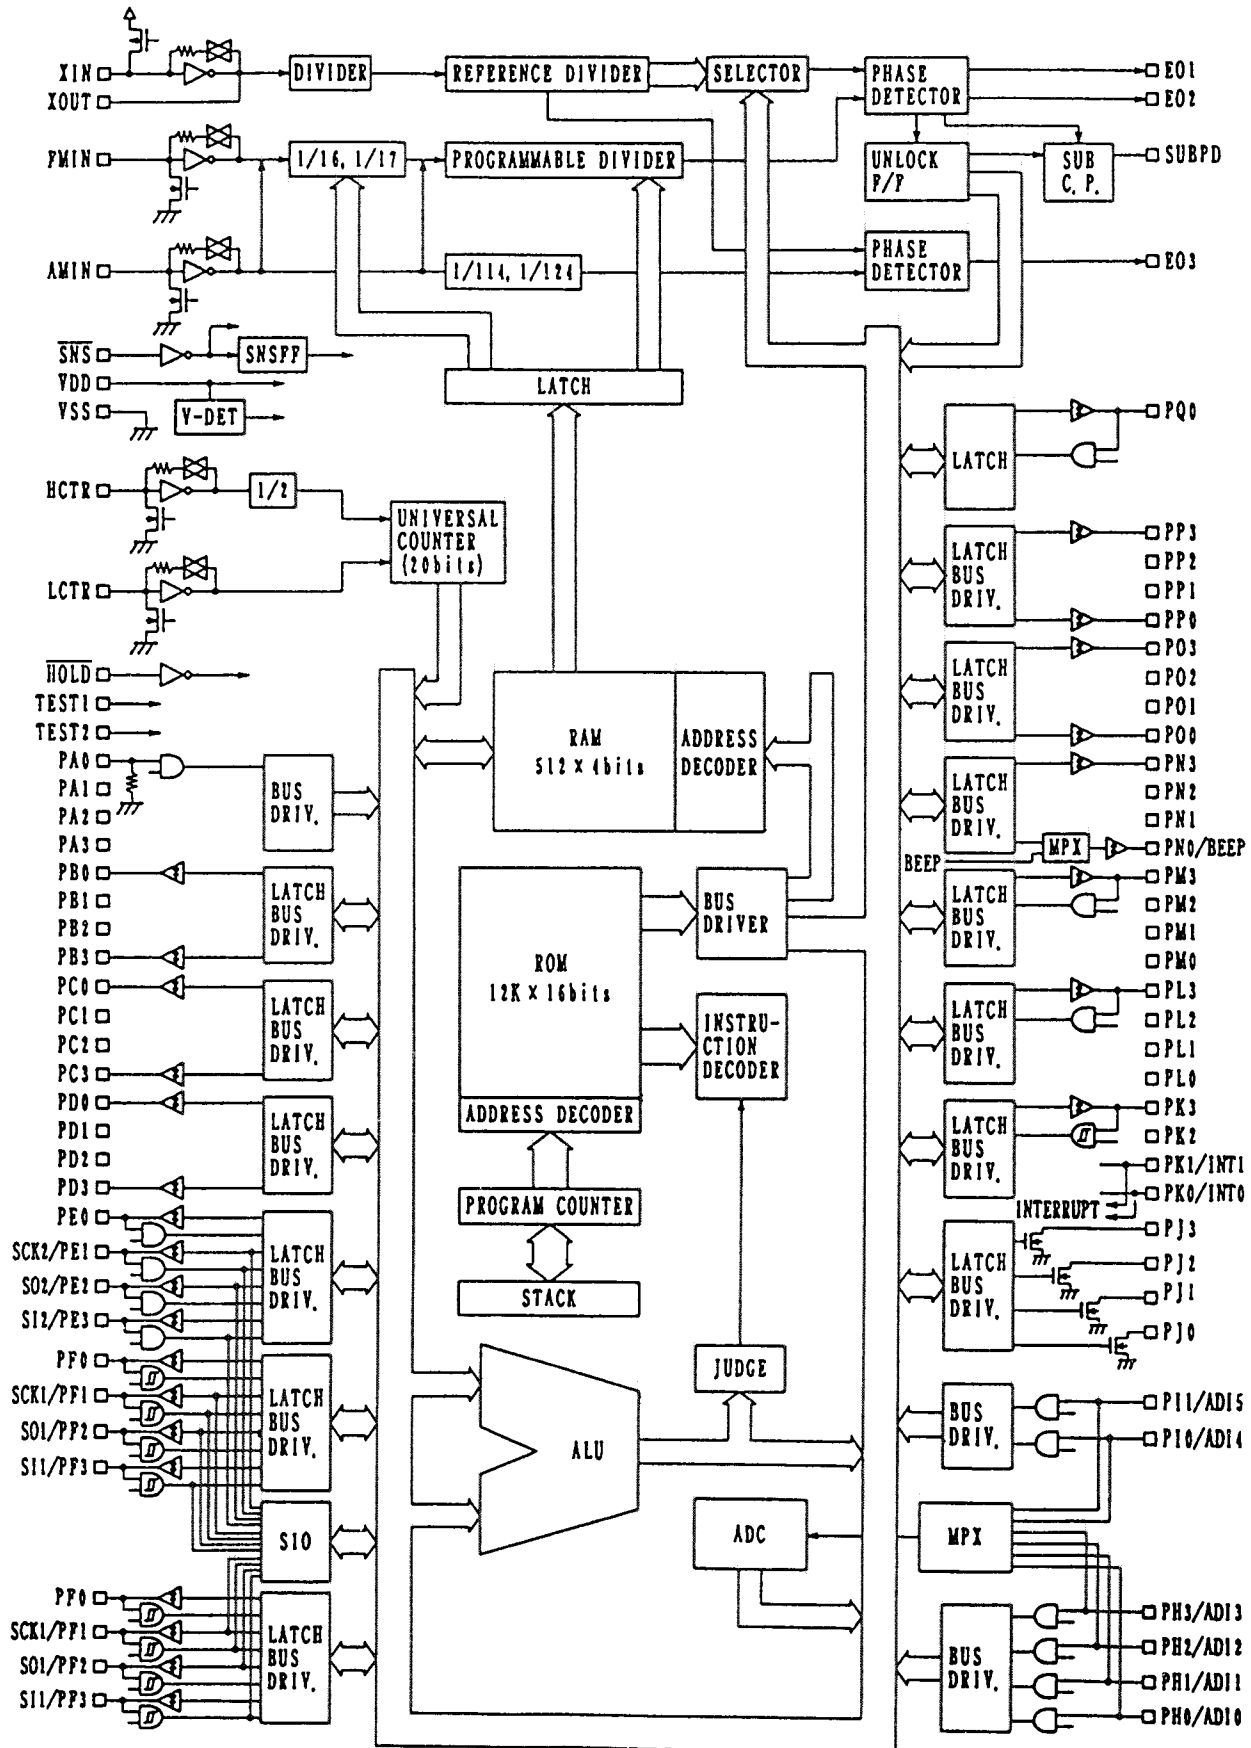 XIN
DIVIDER
REFERENCE DIVIDER
SELECTOR
PHASE
DETECTOR
EO1
XOUT
EO2
FMIN
1/16, 1/17
PROGRAMMABLE DIVIDER
UNLOCK
F/F
SUB
C. P.
SUBPD
AMIN
1/114, 1/124
PHASE
DETECTOR
EO3
SNS
SNSFF
VDD
LATCH
VSS
V-DET
PQ0
LATCH
HCTR
1/2
UNIVERSAL
COUNTER
(20bits)
LCTR
LATCH
BUS
DRIV.
PP3
PP2
PP1
PP0
HOLD
TEST1
TEST2
RAM
512 × 4bits
ADDRESS
DECODER
LATCH
BUS
DRIV.
PO3
PO2
PO1
PO0
PA0
PA1
PA2
PA3
BUS
DRIV.
LATCH
BUS
DRIV.
PN3
PN2
PN1
MPX
PN0/BEEP
BEEP
PB0
PB1
PB2
PB3
LATCH
BUS
DRIV.
ROM
12K × 16bits
BUS
DRIVER
LATCH
BUS
DRIV.
PM3
PM2
PM1
PM0
PC0
PC1
PC2
PC3
LATCH
BUS
DRIV.
INSTRU-
CTION
DECODER
LATCH
BUS
DRIV.
PL3
PL2
PL1
PL0
ADDRESS DECODER
PD0
PD1
PD2
PD3
LATCH
BUS
DRIV.
LATCH
BUS
DRIV.
PK3
PK2
PK1/INT1
PK0/INT0
INTERRUPT
PROGRAM COUNTER
STACK
PE0
SCK2/PE1
SO2/PE2
SI2/PE3
LATCH
BUS
DRIV.
LATCH
BUS
DRIV.
PJ3
PJ2
PJ1
PJ0
PF0
SCK1/PF1
SO1/PF2
SI1/PF3
LATCH
BUS
DRIV.
JUDGE
ALU
BUS
DRIV.
PI1/ADI5
PI0/ADI4
SIO
ADC
MPX
PF0
SCK1/PF1
SO1/PF2
SI1/PF3
LATCH
BUS
DRIV.
BUS
DRIV.
PH3/ADI3
PH2/ADI2
PH1/ADI1
PH0/ADI0